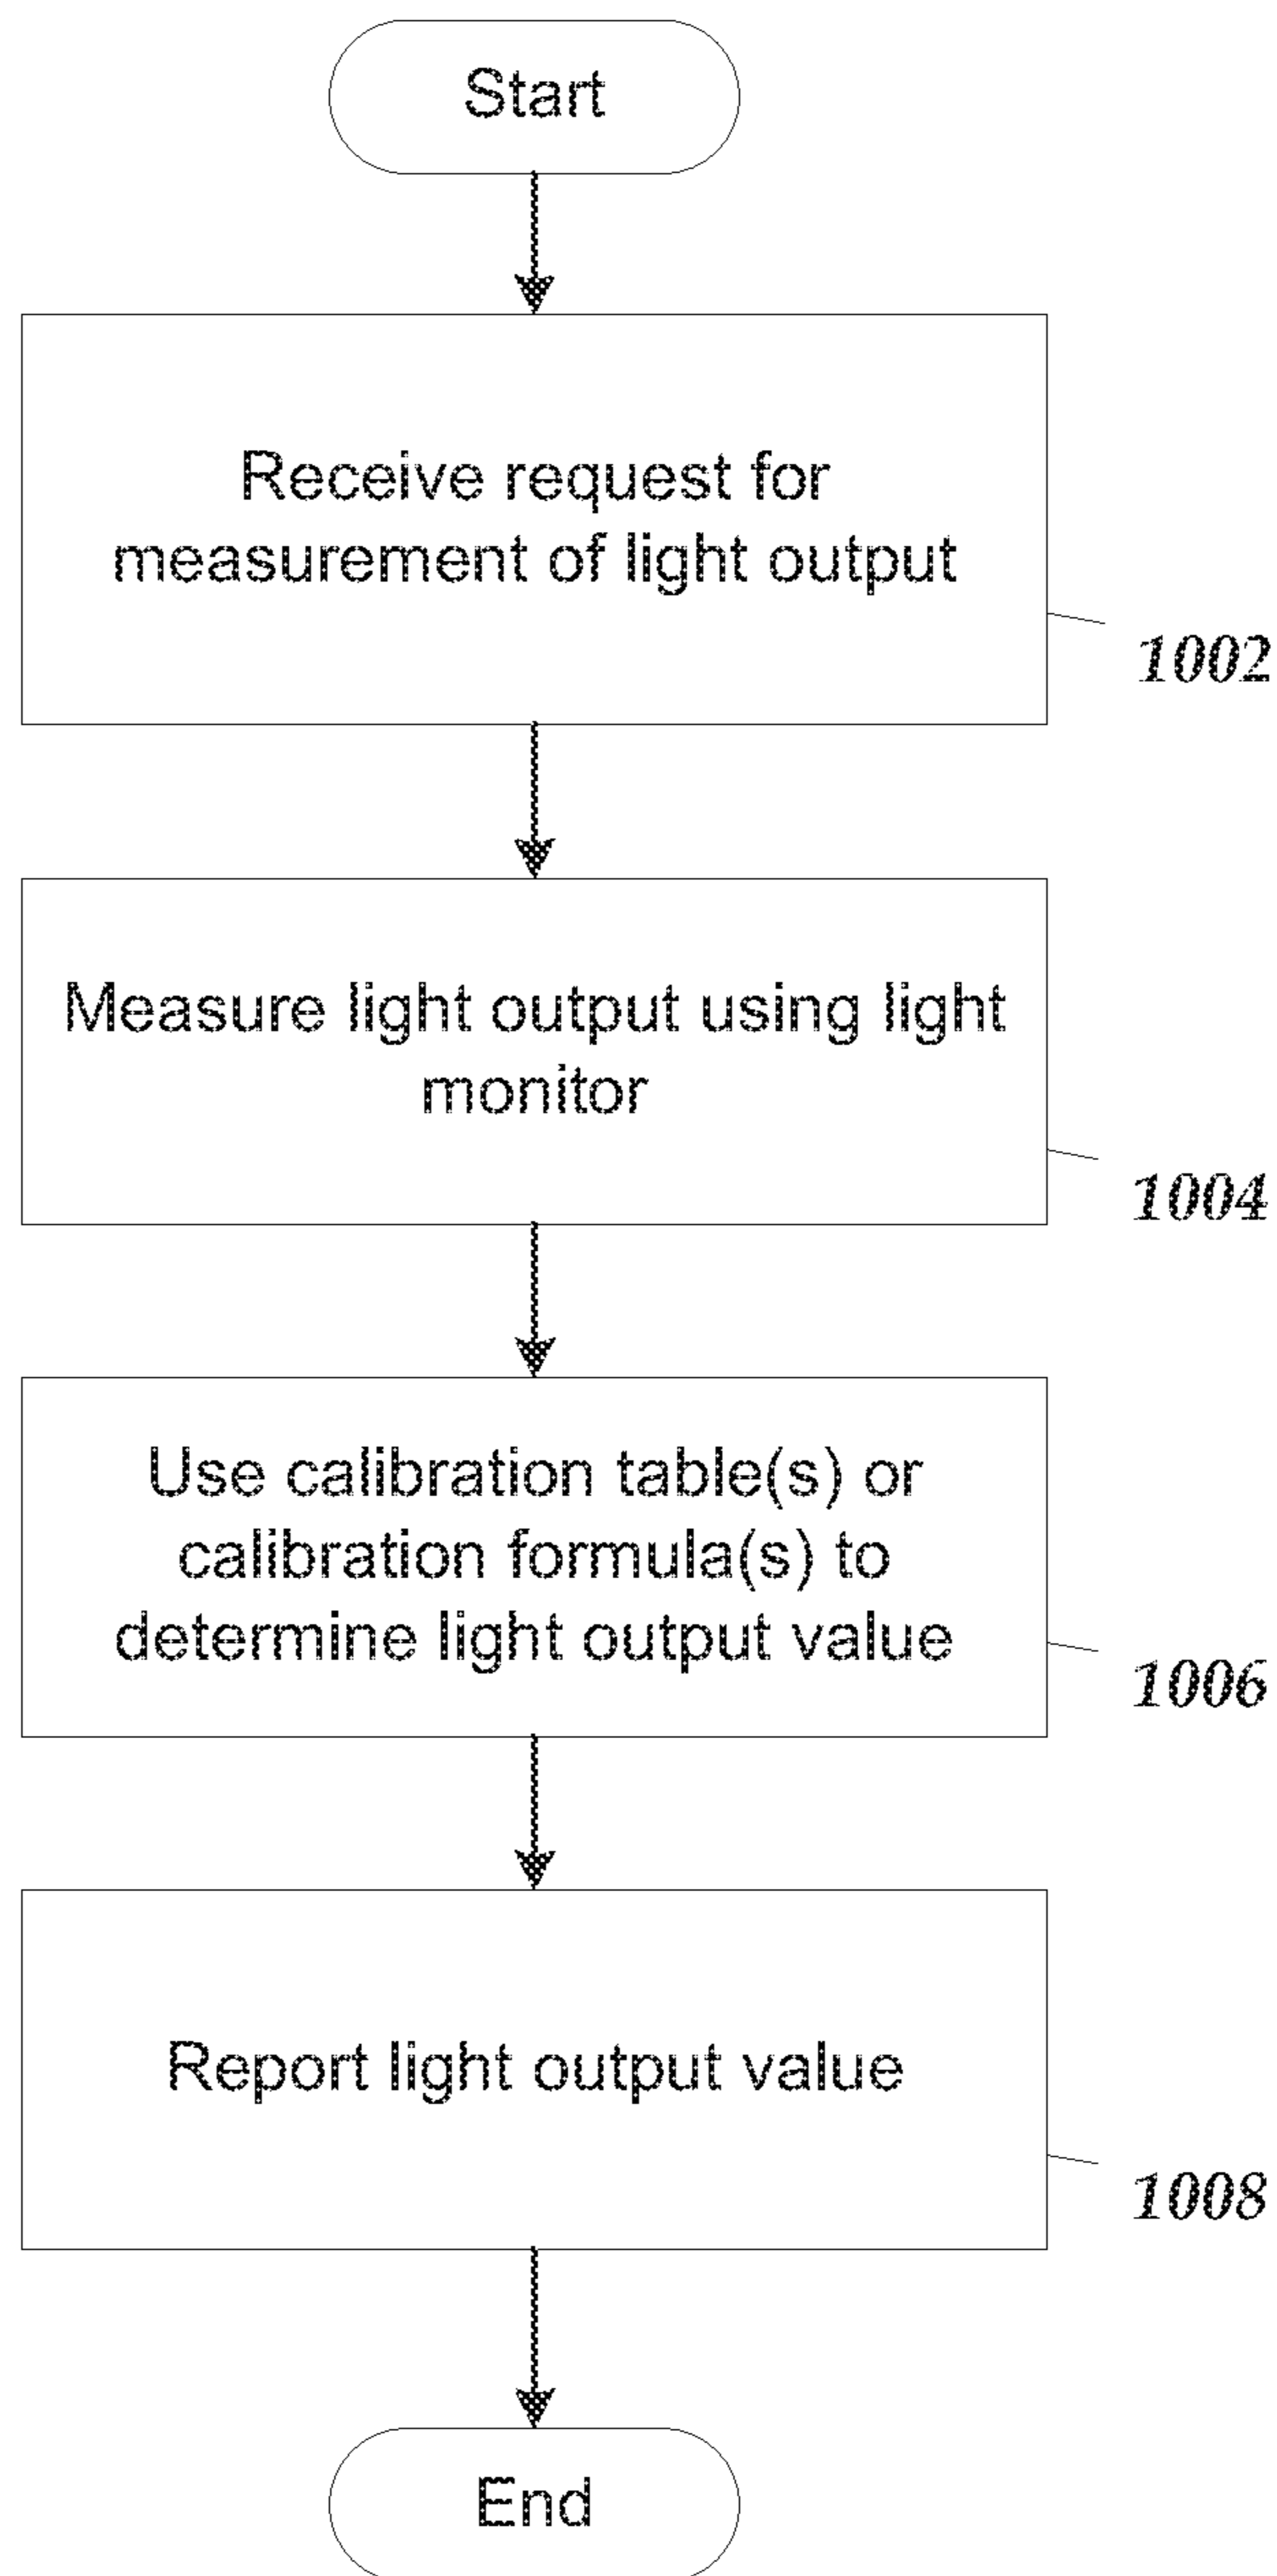 Start
Receive request for
measurement of light output
1002
Measure light output using light
monitor
1004
Use calibration table(s) or
calibration formula(s) to
determine light output value
1006
Report light output value
1008
End